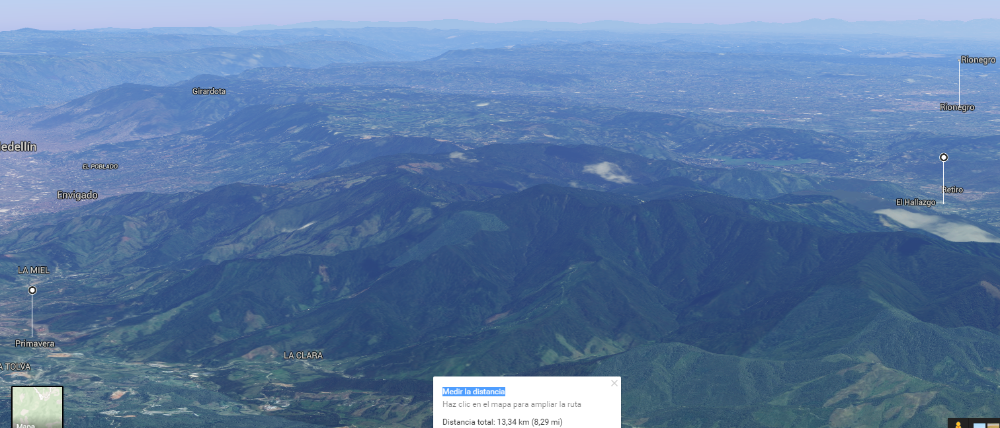 Rionegro
Girardota
Rionegro
edellín
EL POBLADO
Retiro
Envigado
El Hallazgo
LA MIEL
Primavera
LA CLARA
A TOLVA
Medir la distancia
Haz clic en el mapa para ampliar la ruta
Distancia total: 13,34 km (8,29 mi)
Mapa